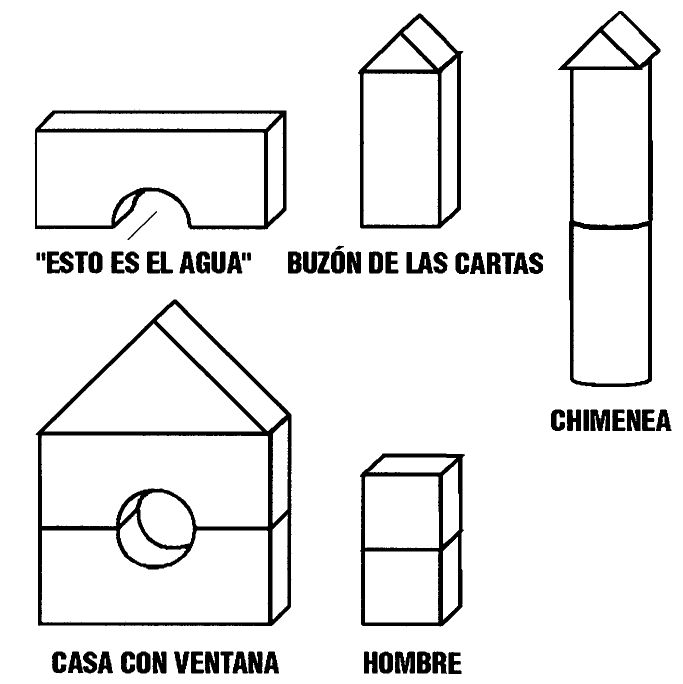 "ESTO ES EL AGUA"
BUZÓN DE LAS CARTAS
CHIMENEA
CASA CON VENTANA
HOMBRE